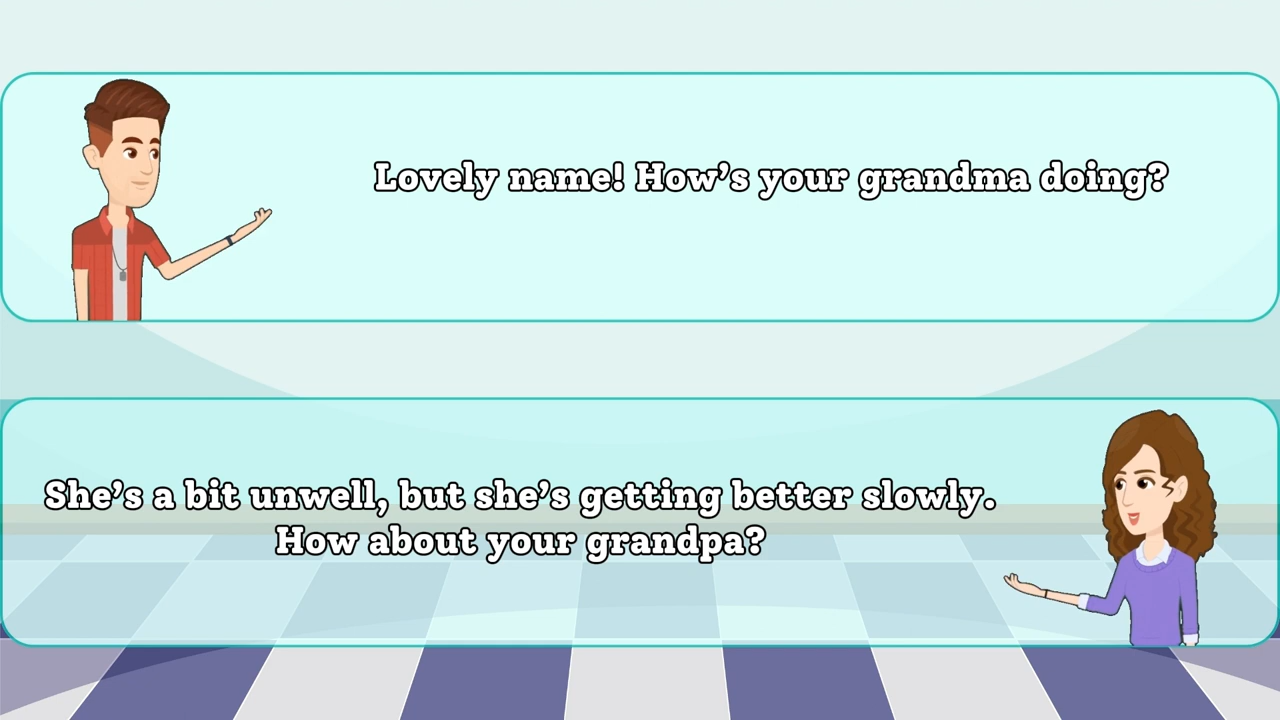 Lovely name! How's your grandma doing?
She's a bit unwell, but she's getting better slowly.
How about your grandpa?